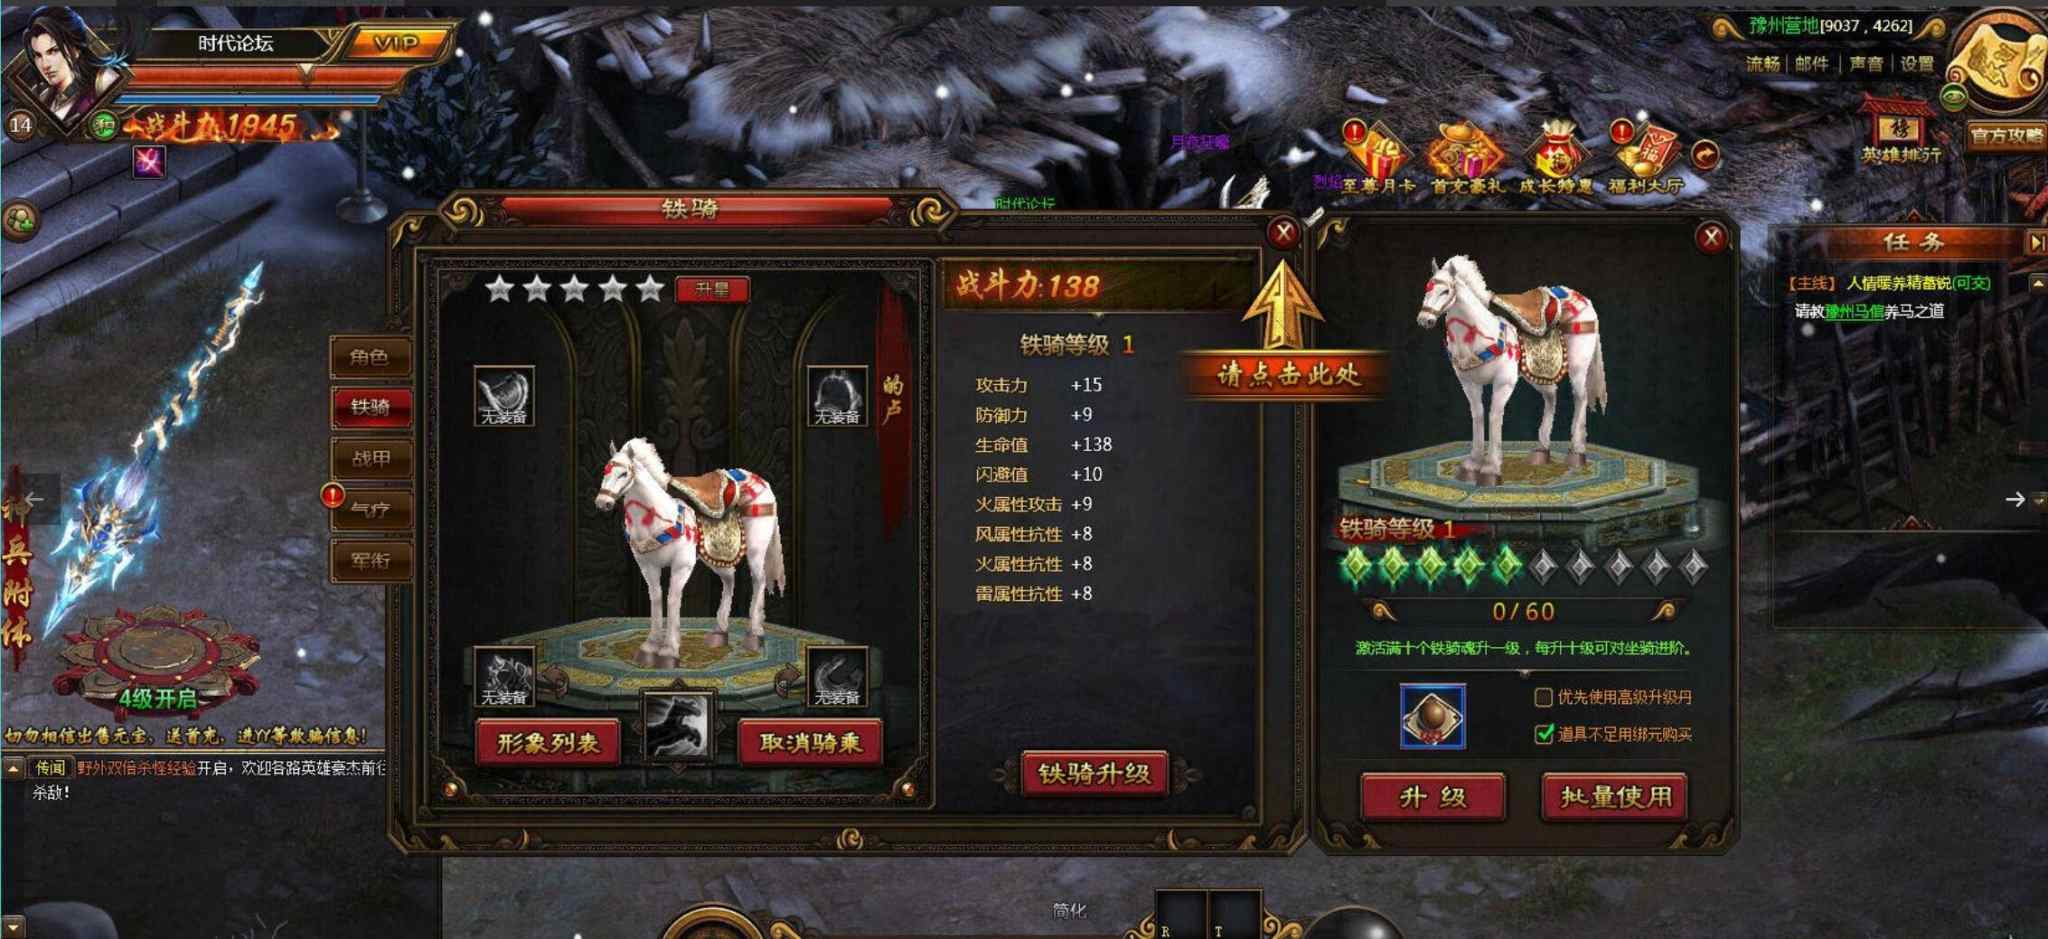 时代论坛
VIP
14
战斗力1945
豫州营地[9037，4262]
流畅 邮件 声音 设置
英雄排行
官方攻略
至尊月卡
首充豪礼
成长特惠
福利大厅
时代论坛
铁骑
升星
角色
铁骑
战甲
气疗
军衔
无装备
无装备
的卢
无装备
无装备
形象列表
取消骑乘
战斗力:138
铁骑等级 1
攻击力 +15
防御力 +9
生命值 +138
闪避值 +10
火属性攻击 +9
风属性抗性 +8
火属性抗性 +8
雷属性抗性 +8
铁骑升级
请点击此处
铁骑等级 1
0/60
激活满十个铁骑魂升一级，每升十级可对坐骑进阶。
优先使用高级升级丹
道具不足用绑元购买
升级
批量使用
任务
【主线】人情暖养精蓄锐(可交)
请教豫州马倌养马之道
神兵附体
4级开启
切勿相信出售元宝、送首充、进YY等欺骗信息！
传闻 野外双倍杀怪经验开启，欢迎各路英雄豪杰前往
杀敌！
简化
R
T